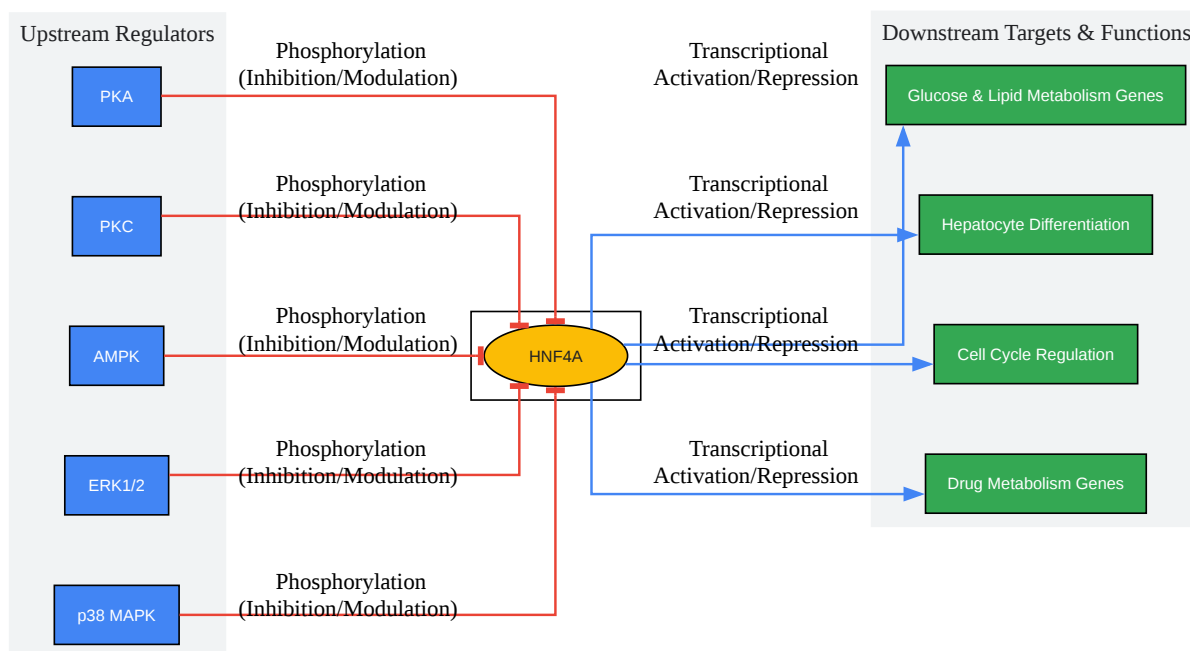 Upstream Regulators
Phosphorylation
(Inhibition/Modulation)
Transcriptional
Activation/Repression
Downstream Targets & Functions
PKA
Glucose & Lipid Metabolism Genes
Phosphorylation
(Inhibition/Modulation)
Transcriptional
Activation/Repression
PKC
Hepatocyte Differentiation
Phosphorylation
(Inhibition/Modulation)
Transcriptional
Activation/Repression
AMPK
HNF4A
Cell Cycle Regulation
Phosphorylation
(Inhibition/Modulation)
Transcriptional
Activation/Repression
ERK1/2
Drug Metabolism Genes
Phosphorylation
(Inhibition/Modulation)
p38 MAPK